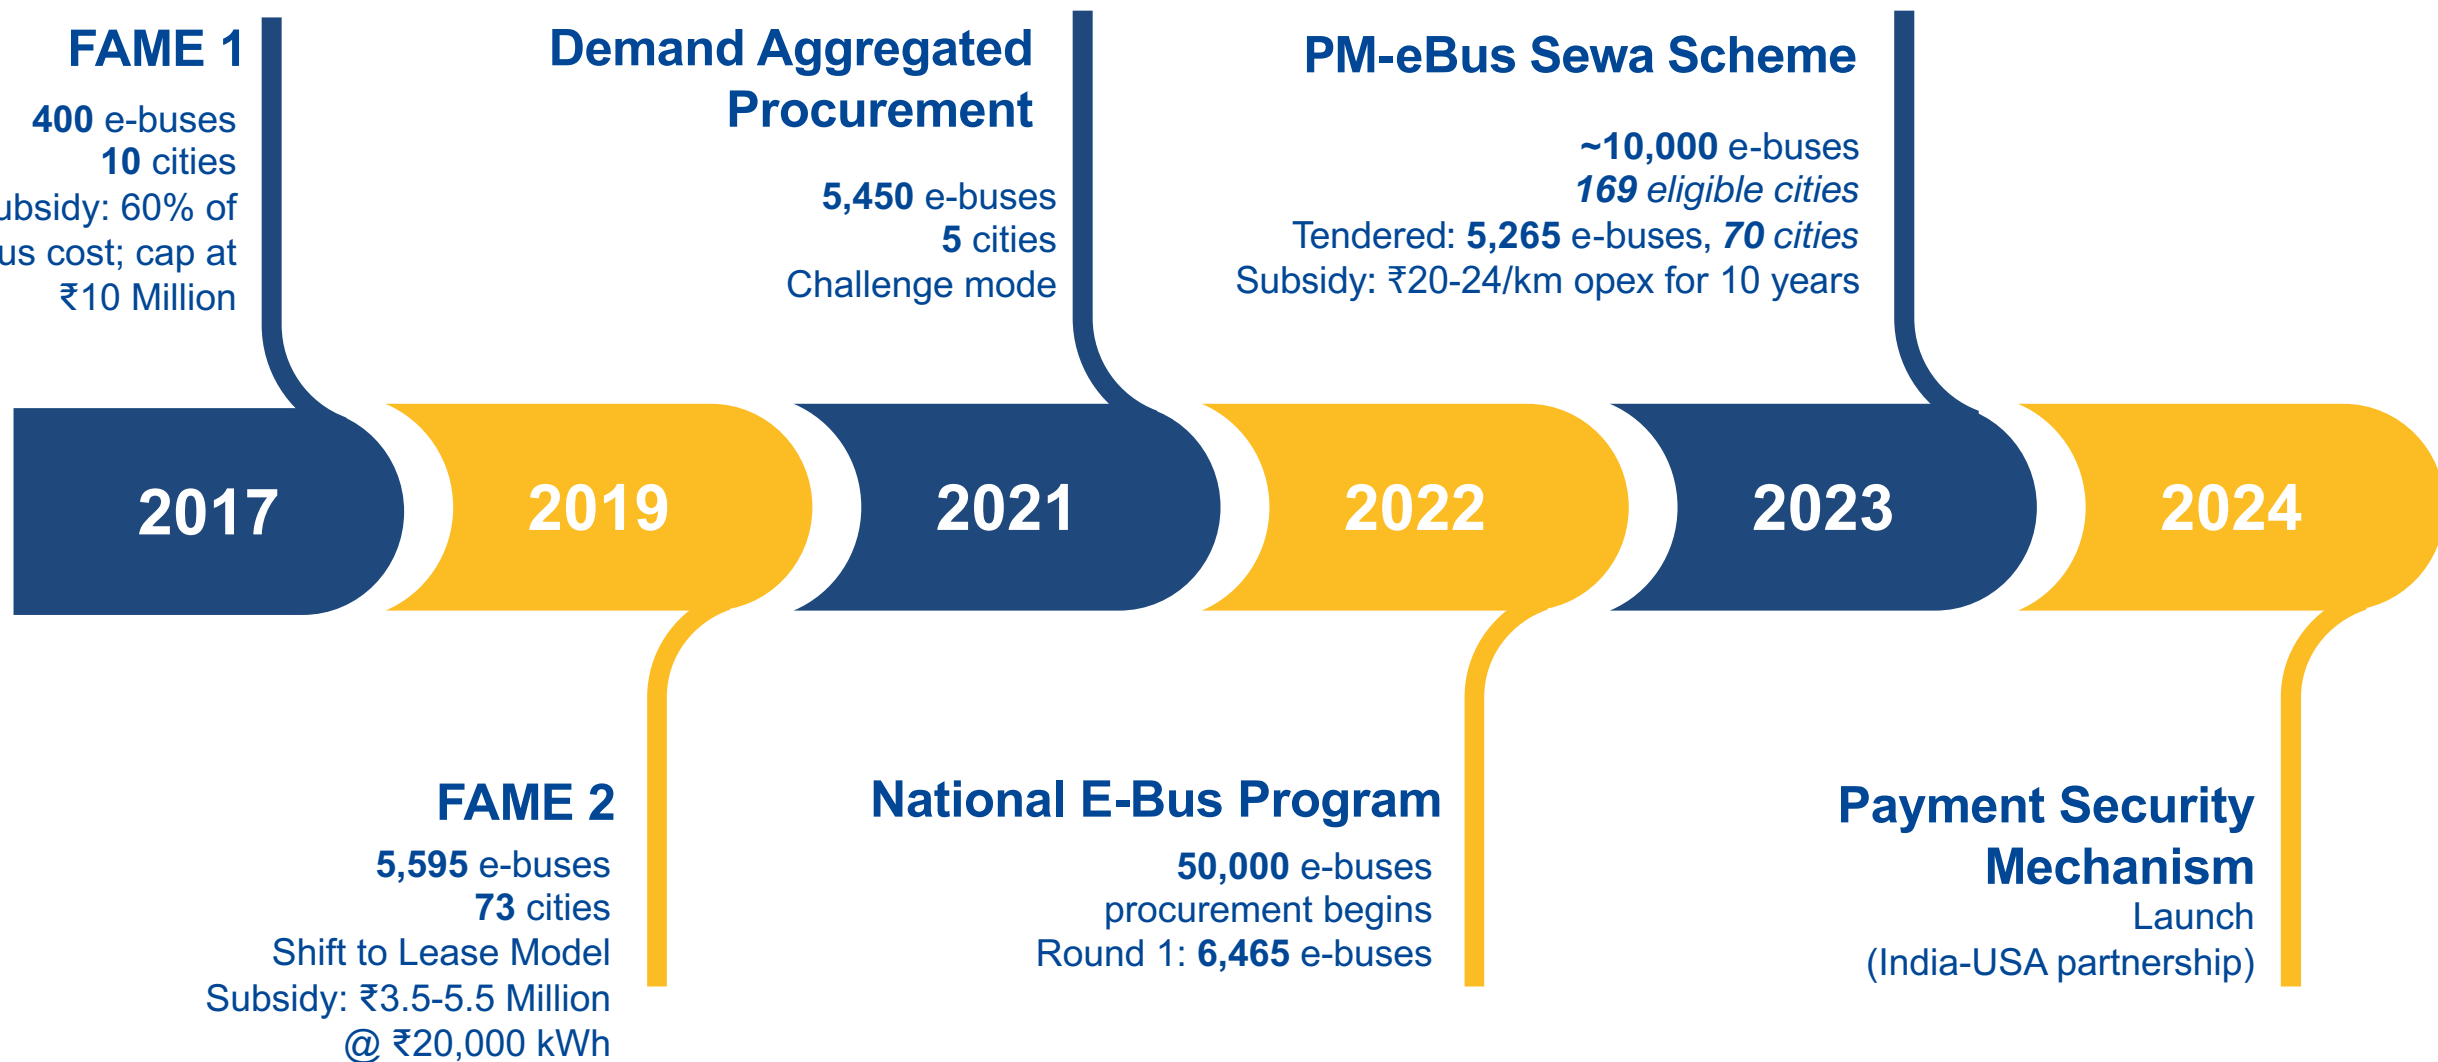 FAME 1
400 e-buses
10 cities
60% of
cost; cap at
₹10 Million
Demand Aggregated
Procurement
5,450 e-buses
5 cities
Challenge mode
PM-eBus Sewa Scheme
~10,000 e-buses
169 eligible cities
Tendered: 5,265 e-buses, 70 cities
Subsidy: ₹20-24/km opex for 10 years
2017
2019
2021
2022
2023
2024
FAME 2
5,595 e-buses
73 cities
Shift to Lease Model
Subsidy: ₹3.5-5.5 Million
@ ₹20,000 kWh
National E-Bus Program
50,000 e-buses
procurement begins
Round 1: 6,465 e-buses
Payment Security
Mechanism
Launch
(India-USA partnership)